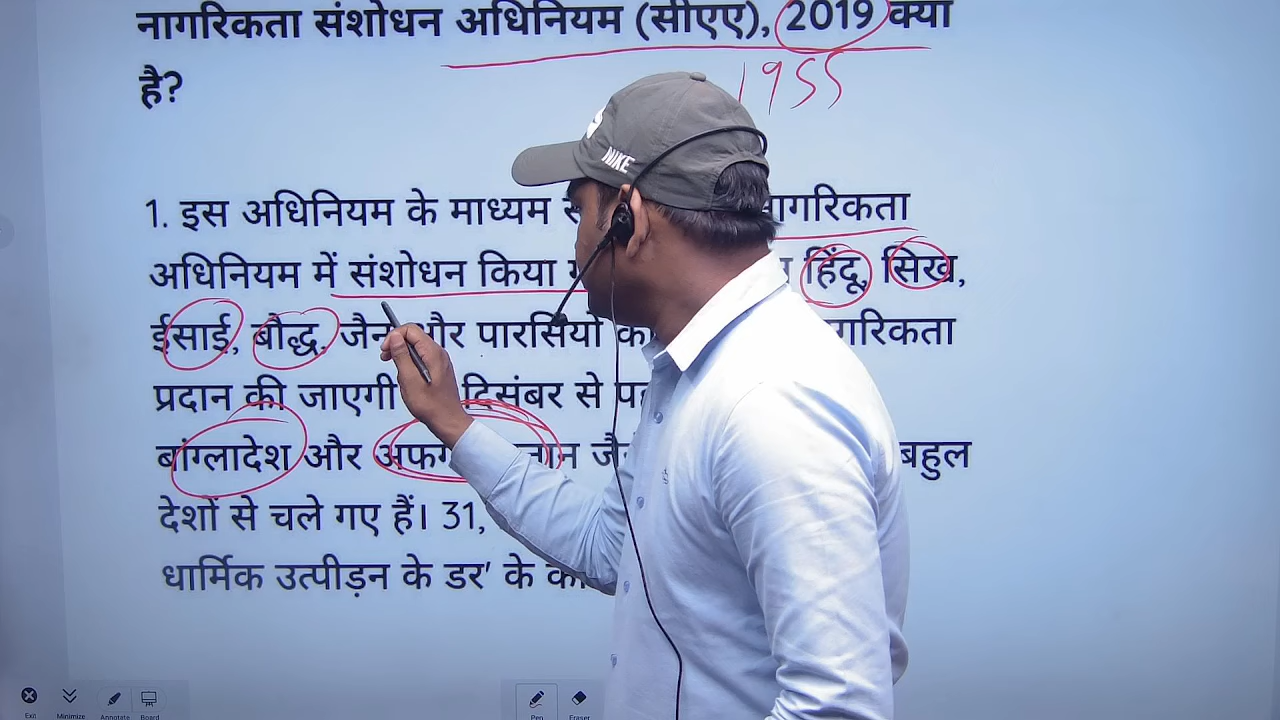 नागरिकता संशोधन अधिनियम (सीएए), 2019 क्या
है?
1955
NIKE
1. इस अधिनियम के माध्यम नागरिकता
अधिनियम में संशोधन किया हिंदू, सिख,
ईसाई, बौद्ध, जैन और पारसियों नागरिकता
प्रदान की जाएगी दिसंबर से
बांग्लादेश और बहुल
देशों से चले गए हैं। 31,
धार्मिक उत्पीड़न के डर' के
Exit Minimize Annotate Board Pen Eraser